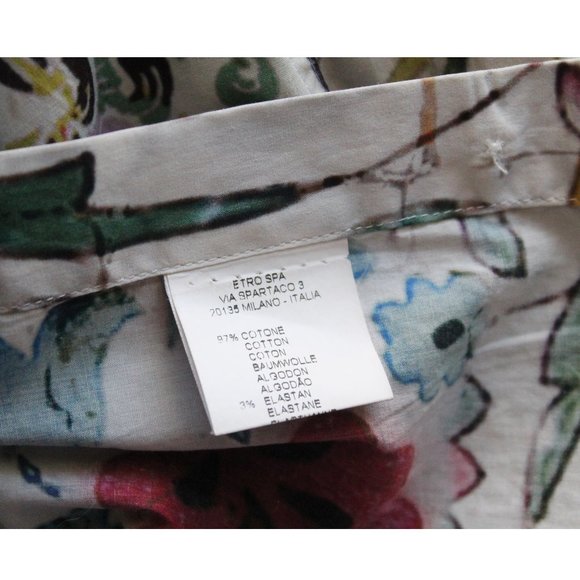 ETRO SPA
VIA SPARTACO 3
20135 MILANO - ITALIA
97% COTONE
COTTON
COTON
BAUMWOLLE
ALGODON
ALGODÃO
3% ELASTAN
ELASTANE